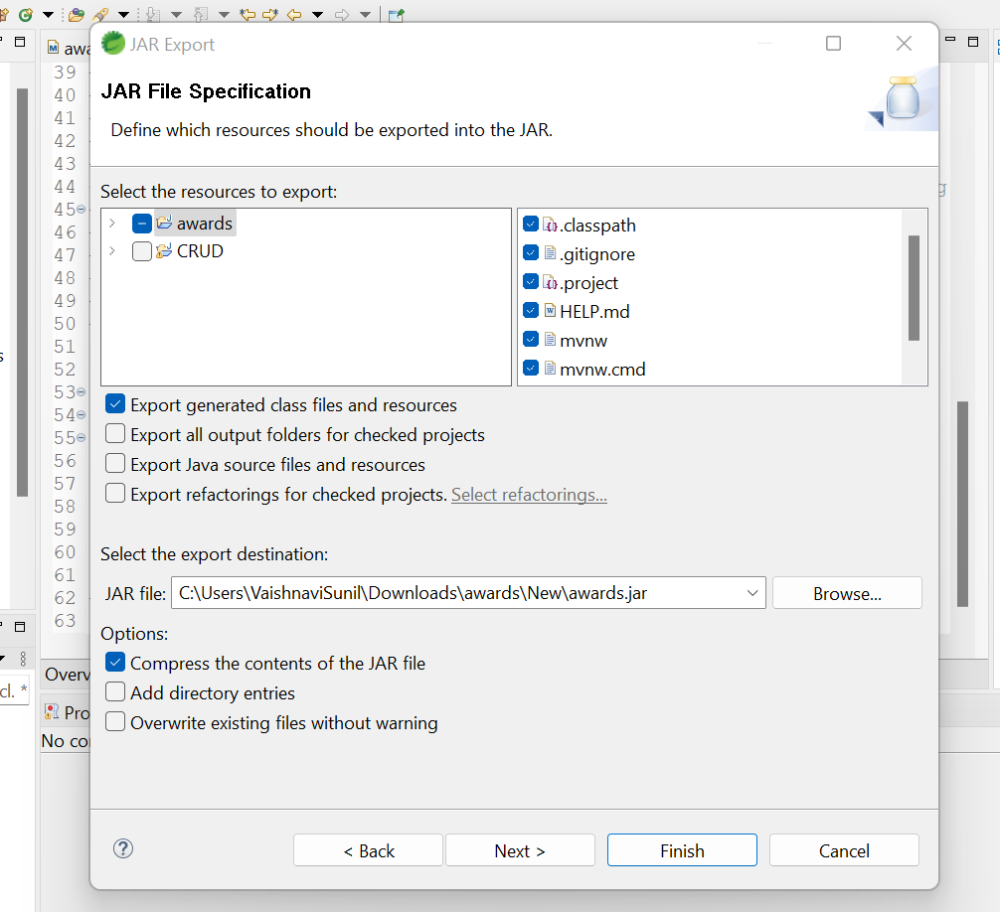 JAR Export
awa
JAR File Specification
Define which resources should be exported into the JAR.
Select the resources to export:
awards
CRUD
.classpath
.gitignore
.project
HELP.md
mvnw
mvnw.cmd
Export generated class files and resources
Export all output folders for checked projects
Export Java source files and resources
Export refactorings for checked projects. Select refactorings...
Select the export destination:
JAR file: C:\Users\VaishnaviSunil\Downloads\awards\New\awards.jar Browse...
Options:
Compress the contents of the JAR file
Add directory entries
Overwrite existing files without warning
< Back Next > Finish Cancel
39
40
41
42
43
44
45
46
47
48
49
50
51
52
53
54
55
56
57
58
59
60
61
62
63
g
s
Overv
cl. *
Pro
No co